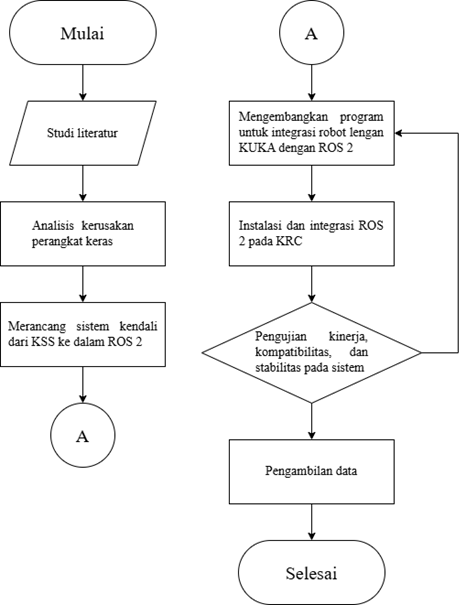 Mulai
Studi literatur
Analisis kerusakan
perangkat keras
Merancang sistem kendali
dari KSS ke dalam ROS 2
A
A
Mengembangkan program
untuk integrasi robot lengan
KUKA dengan ROS 2
Instalasi dan integrasi ROS
2 pada KRC
Pengujian kinerja,
kompatibilitas, dan
stabilitas pada sistem
Pengambilan data
Selesai